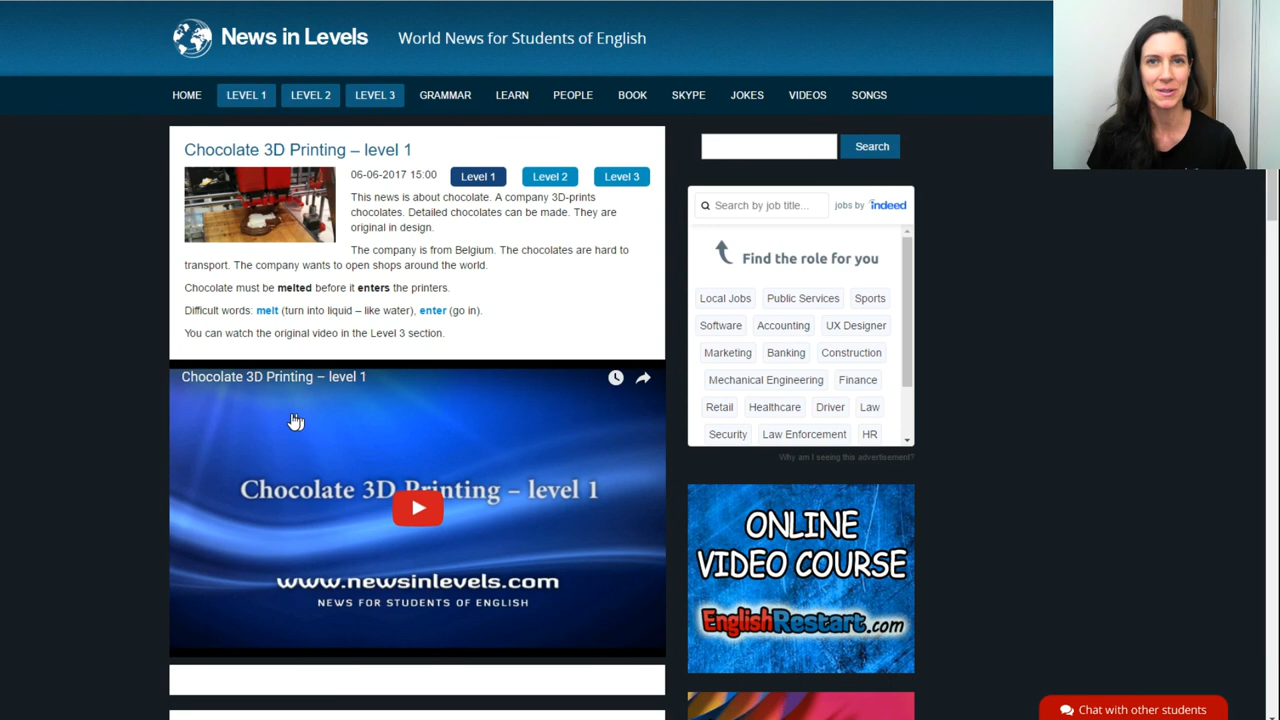 News in Levels
World News for Students of English
HOME LEVEL 1 LEVEL 2 LEVEL 3 GRAMMAR LEARN PEOPLE BOOK SKYPE JOKES VIDEOS SONGS
Chocolate 3D Printing – level 1
06-06-2017 15:00 Level 1 Level 2 Level 3
This news is about chocolate. A company 3D-prints
chocolates. Detailed chocolates can be made. They are
original in design.
The company is from Belgium. The chocolates are hard to
transport. The company wants to open shops around the world.
Chocolate must be melted before it enters the printers.
Difficult words: melt (turn into liquid – like water), enter (go in).
You can watch the original video in the Level 3 section.
Chocolate 3D Printing – level 1
Chocolate 3D Printing – level 1
www.newsinlevels.com
NEWS FOR STUDENTS OF ENGLISH
Search
Search by job title... jobs by indeed
Find the role for you
Local Jobs Public Services Sports
Software Accounting UX Designer
Marketing Banking Construction
Mechanical Engineering Finance
Retail Healthcare Driver Law
Security Law Enforcement HR
Why am I seeing this advertisement?
ONLINE
VIDEO COURSE
EnglishRestart.com
Chat with other students